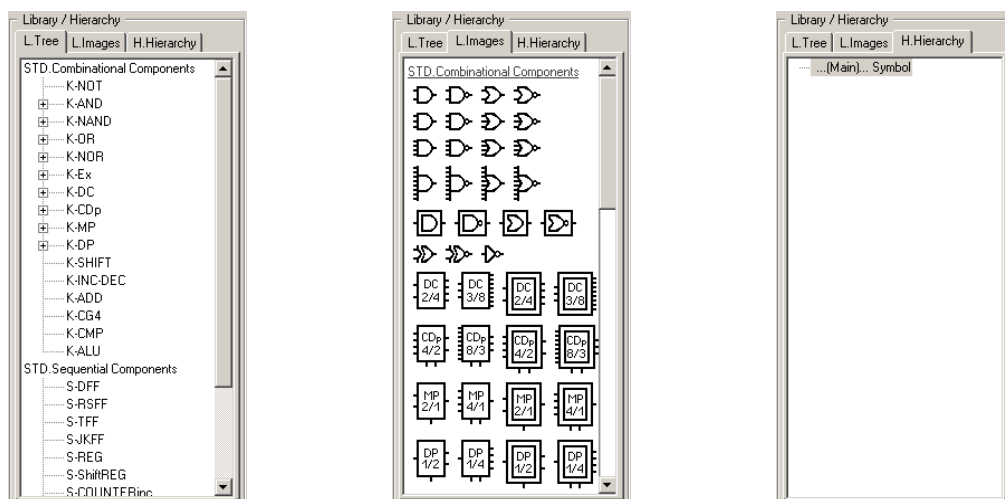 Library / Hierarchy
L.Tree L.Images H.Hierarchy
STD.Combinational Components
K-NOT
K-AND
K-NAND
K-OR
K-NOR
K-Ex
K-DC
K-CDp
K-MP
K-DP
K-SHIFT
K-INC-DEC
K-ADD
K-CG4
K-CMP
K-ALU
STD.Sequential Components
S-DFF
S-RSFF
S-TFF
S-JKFF
S-REG
S-ShiftREG
S-COUNTERinc
Library / Hierarchy
L.Tree L.Images H.Hierarchy
STD.Combinational Components
DC DC DC DC
2/4 3/8 2/4 3/8
CDp CDp CDp CDp
4/2 8/3 4/2 8/3
MP MP MP MP
2/1 4/1 2/1 4/1
DP DP DP DP
1/2 1/4 1/2 1/4
Library / Hierarchy
L.Tree L.Images H.Hierarchy
...(Main)... Symbol